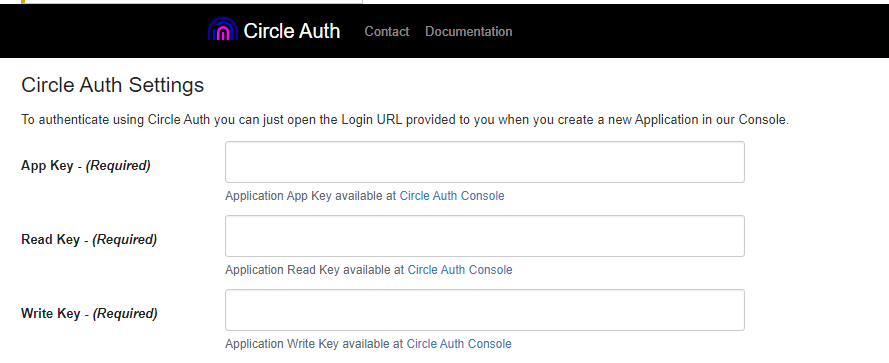 Circle Auth Contact Documentation
Circle Auth Settings
To authenticate using Circle Auth you can just open the Login URL provided to you when you create a new Application in our Console.
App Key - (Required)
Application App Key available at Circle Auth Console
Read Key - (Required)
Application Read Key available at Circle Auth Console
Write Key - (Required)
Application Write Key available at Circle Auth Console